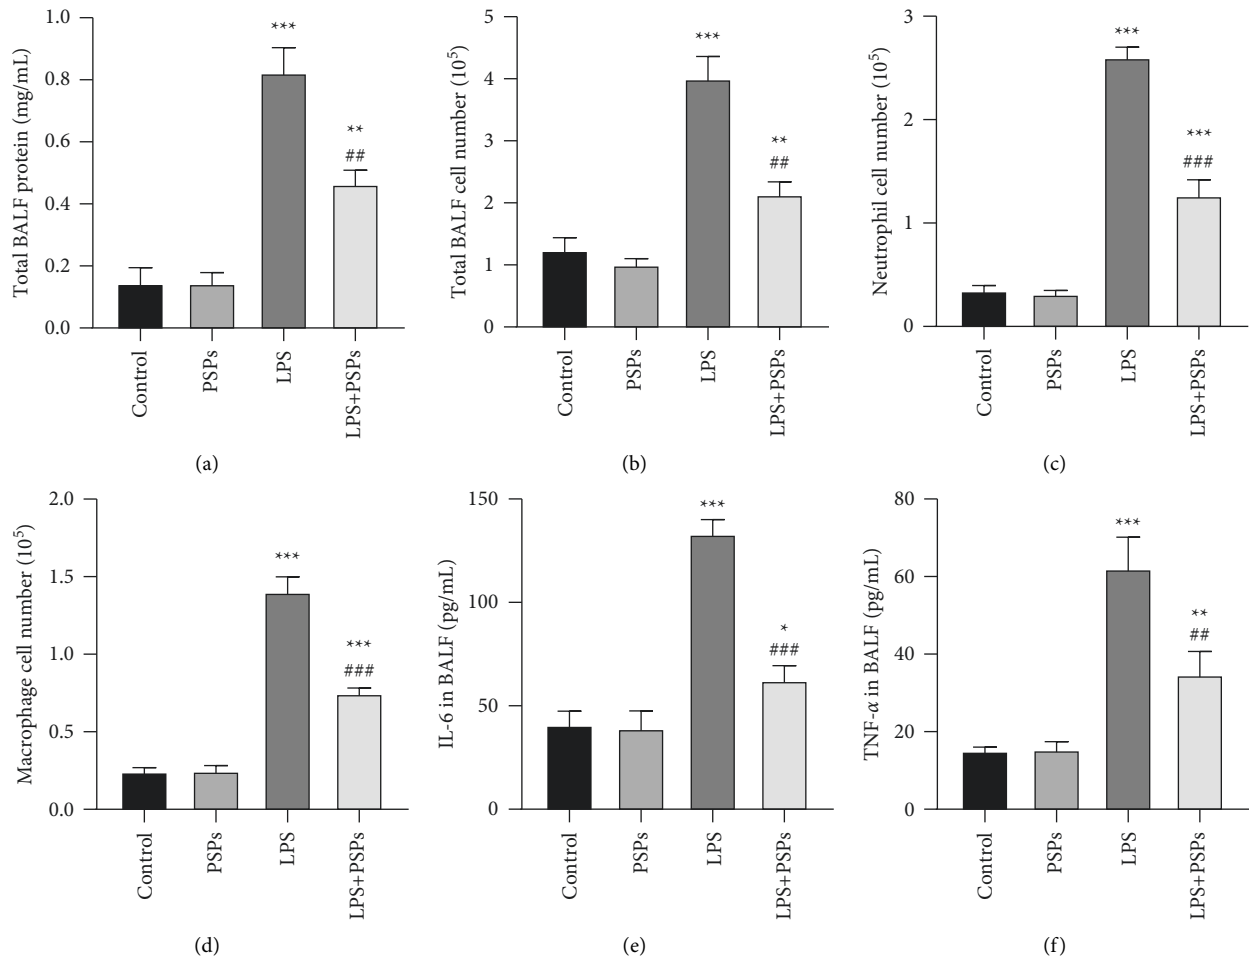 Total BALF protein (mg/mL)
1.0
0.8
0.6
0.4
0.2
0.0
***
**
##
Control
PSPs
LPS
LPS+PSPs
(a)
Total BALF cell number (10⁵)
5
4
3
2
1
0
***
**
##
Control
PSPs
LPS
LPS+PSPs
(b)
Neutrophil cell number (10⁵)
3
2
1
0
***
***
###
Control
PSPs
LPS
LPS+PSPs
(c)
Macrophage cell number (10⁵)
2.0
1.5
1.0
0.5
0.0
***
***
###
Control
PSPs
LPS
LPS+PSPs
(d)
IL-6 in BALF (pg/mL)
150
100
50
0
***
*
###
Control
PSPs
LPS
LPS+PSPs
(e)
TNF-α in BALF (pg/mL)
80
60
40
20
0
***
**
##
Control
PSPs
LPS
LPS+PSPs
(f)